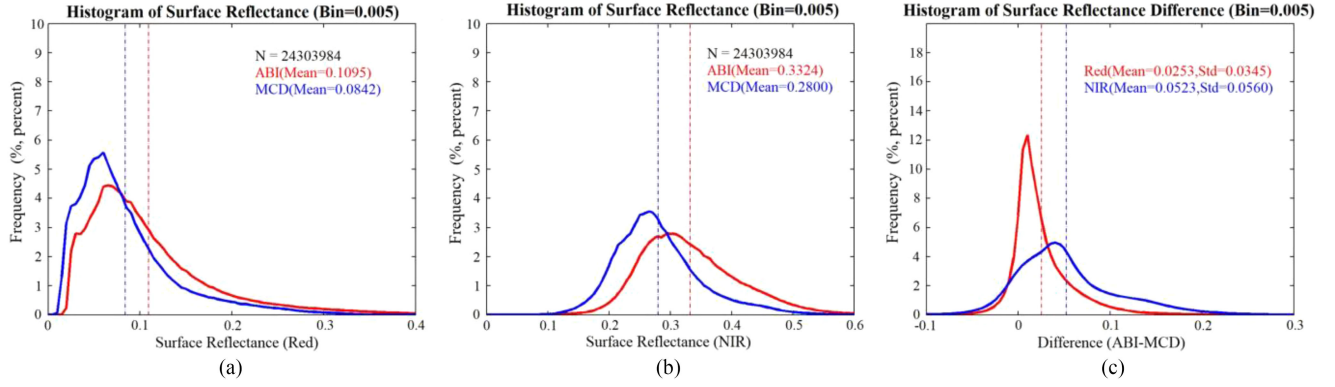 Histogram of Surface Reflectance (Bin=0.005)
10
9
8
7
6
5
4
3
2
1
0
Frequency (%, percent)
N = 24303984
ABI(Mean=0.1095)
MCD(Mean=0.0842)
0 0.1 0.2 0.3 0.4
Surface Reflectance (Red)
(a)
Histogram of Surface Reflectance (Bin=0.005)
10
9
8
7
6
5
4
3
2
1
0
Frequency (%, percent)
N = 24303984
ABI(Mean=0.3324)
MCD(Mean=0.2800)
0 0.1 0.2 0.3 0.4 0.5 0.6
Surface Reflectance (NIR)
(b)
Histogram of Surface Reflectance Difference (Bin=0.005)
18
16
14
12
10
8
6
4
2
0
Frequency (%, percent)
Red(Mean=0.0253,Std=0.0345)
NIR(Mean=0.0523,Std=0.0560)
-0.1 0 0.1 0.2 0.3
Difference (ABI-MCD)
(c)